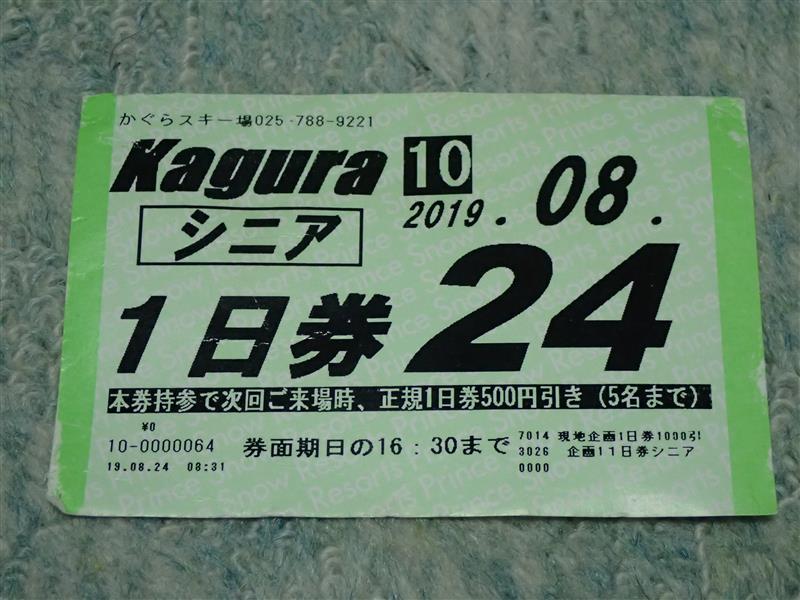 かぐらスキー場025-788-9221
Kagura 10 2019.08.
シニア
1日券 24
本券持参で次回ご来場時、正規1日券500円引き(5名まで)
¥0
10-0000064
19.08.24 08:31
券面期日の16:30まで
7014 現地企画1日券1000引
3026 企画11日券シニア
0000
Prince Snow Resorts